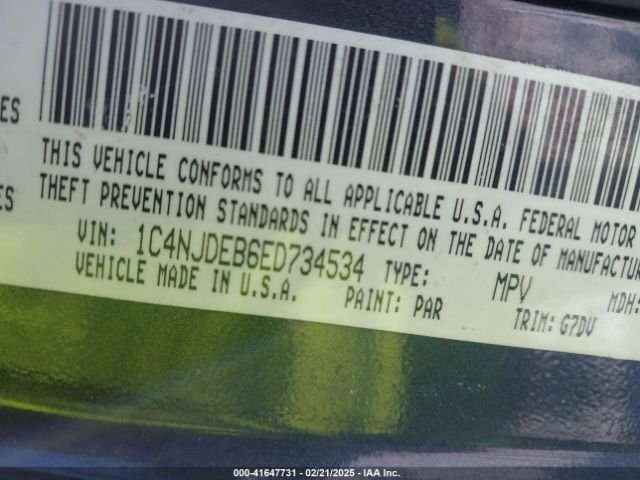 ES
ES
THIS VEHICLE CONFORMS TO ALL APPLICABLE U.S.A. FEDERAL MOTOR
THEFT PREVENTION STANDARDS IN EFFECT ON THE DATE OF MANUFACTU
VIN: 1C4NJDEB6ED734534 TYPE: MPV MDH:
VEHICLE MADE IN U.S.A. PAINT: PAR TRIM: G7DV
000-41647731 - 02/21/2025 - IAA Inc.